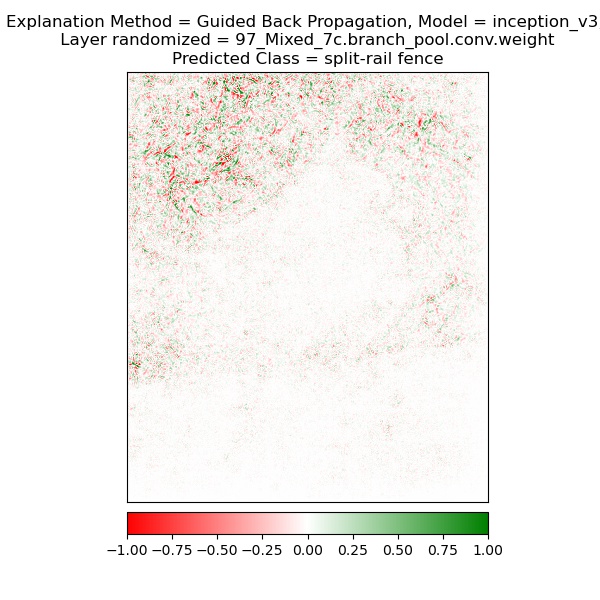 Explanation Method = Guided Back Propagation, Model = inception_v3
Layer randomized = 97_Mixed_7c.branch_pool.conv.weight
Predicted Class = split-rail fence
−1.00 −0.75 −0.50 −0.25 0.00 0.25 0.50 0.75 1.00